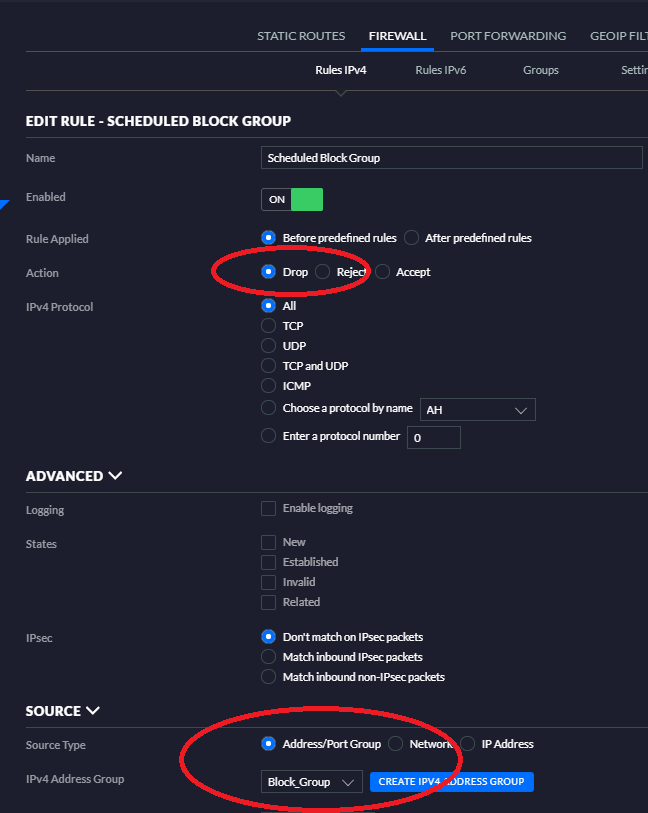 STATIC ROUTES FIREWALL PORT FORWARDING GEOIP FIL
Rules IPv4 Rules IPv6 Groups Settin
EDIT RULE - SCHEDULED BLOCK GROUP
Name Scheduled Block Group
Enabled ON
Rule Applied Before predefined rules After predefined rules
Action Drop Reject Accept
IPv4 Protocol All
TCP
UDP
TCP and UDP
ICMP
Choose a protocol by name AH
Enter a protocol number 0
ADVANCED
Logging Enable logging
States New
Established
Invalid
Related
IPsec Don't match on IPsec packets
Match inbound IPsec packets
Match inbound non-IPsec packets
SOURCE
Source Type Address/Port Group Network IP Address
IPv4 Address Group Block_Group CREATE IPV4 ADDRESS GROUP